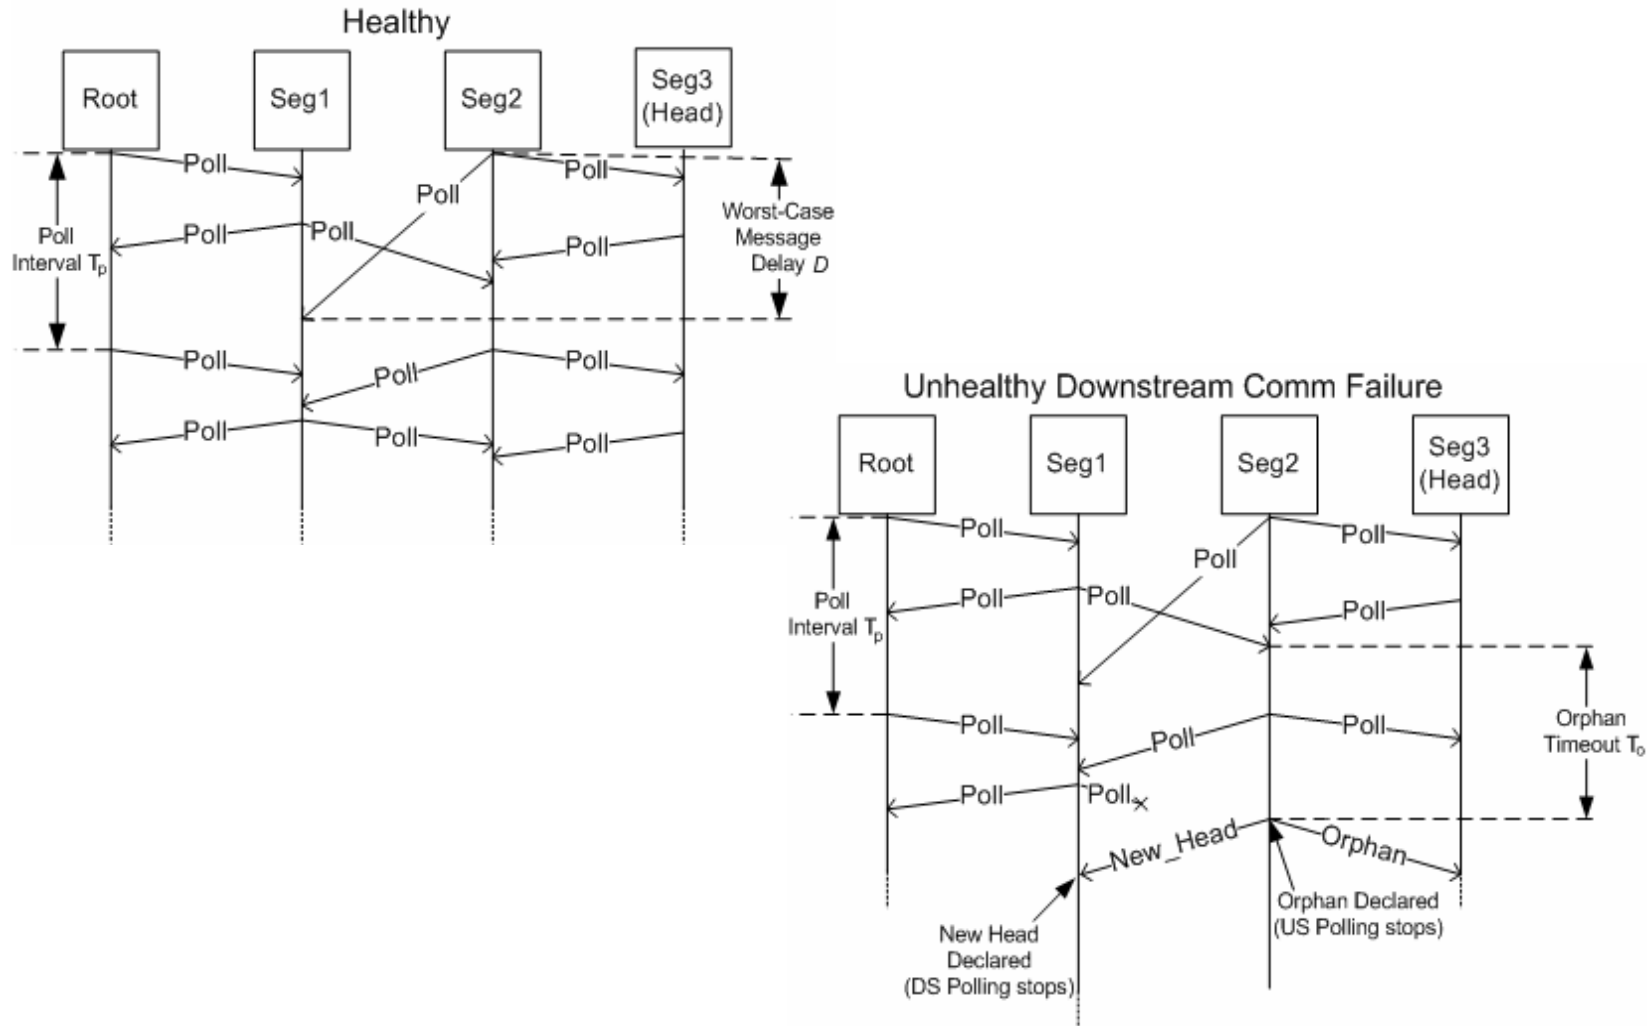 Healthy
Root
Seg1
Seg2
Seg3
(Head)
Poll
Poll
Poll
Poll
Interval Tp
Poll
Poll
Poll
Worst-Case
Message
Delay D
Poll
Poll
Poll
Poll
Poll
Poll
Unhealthy Downstream Comm Failure
Root
Seg1
Seg2
Seg3
(Head)
Poll
Poll
Poll
Poll
Interval Tp
Poll
Poll
Poll
Poll
Poll
Poll
Orphan
Timeout To
Poll
Poll
New_Head
Orphan
Orphan Declared
(US Polling stops)
New Head
Declared
(DS Polling stops)